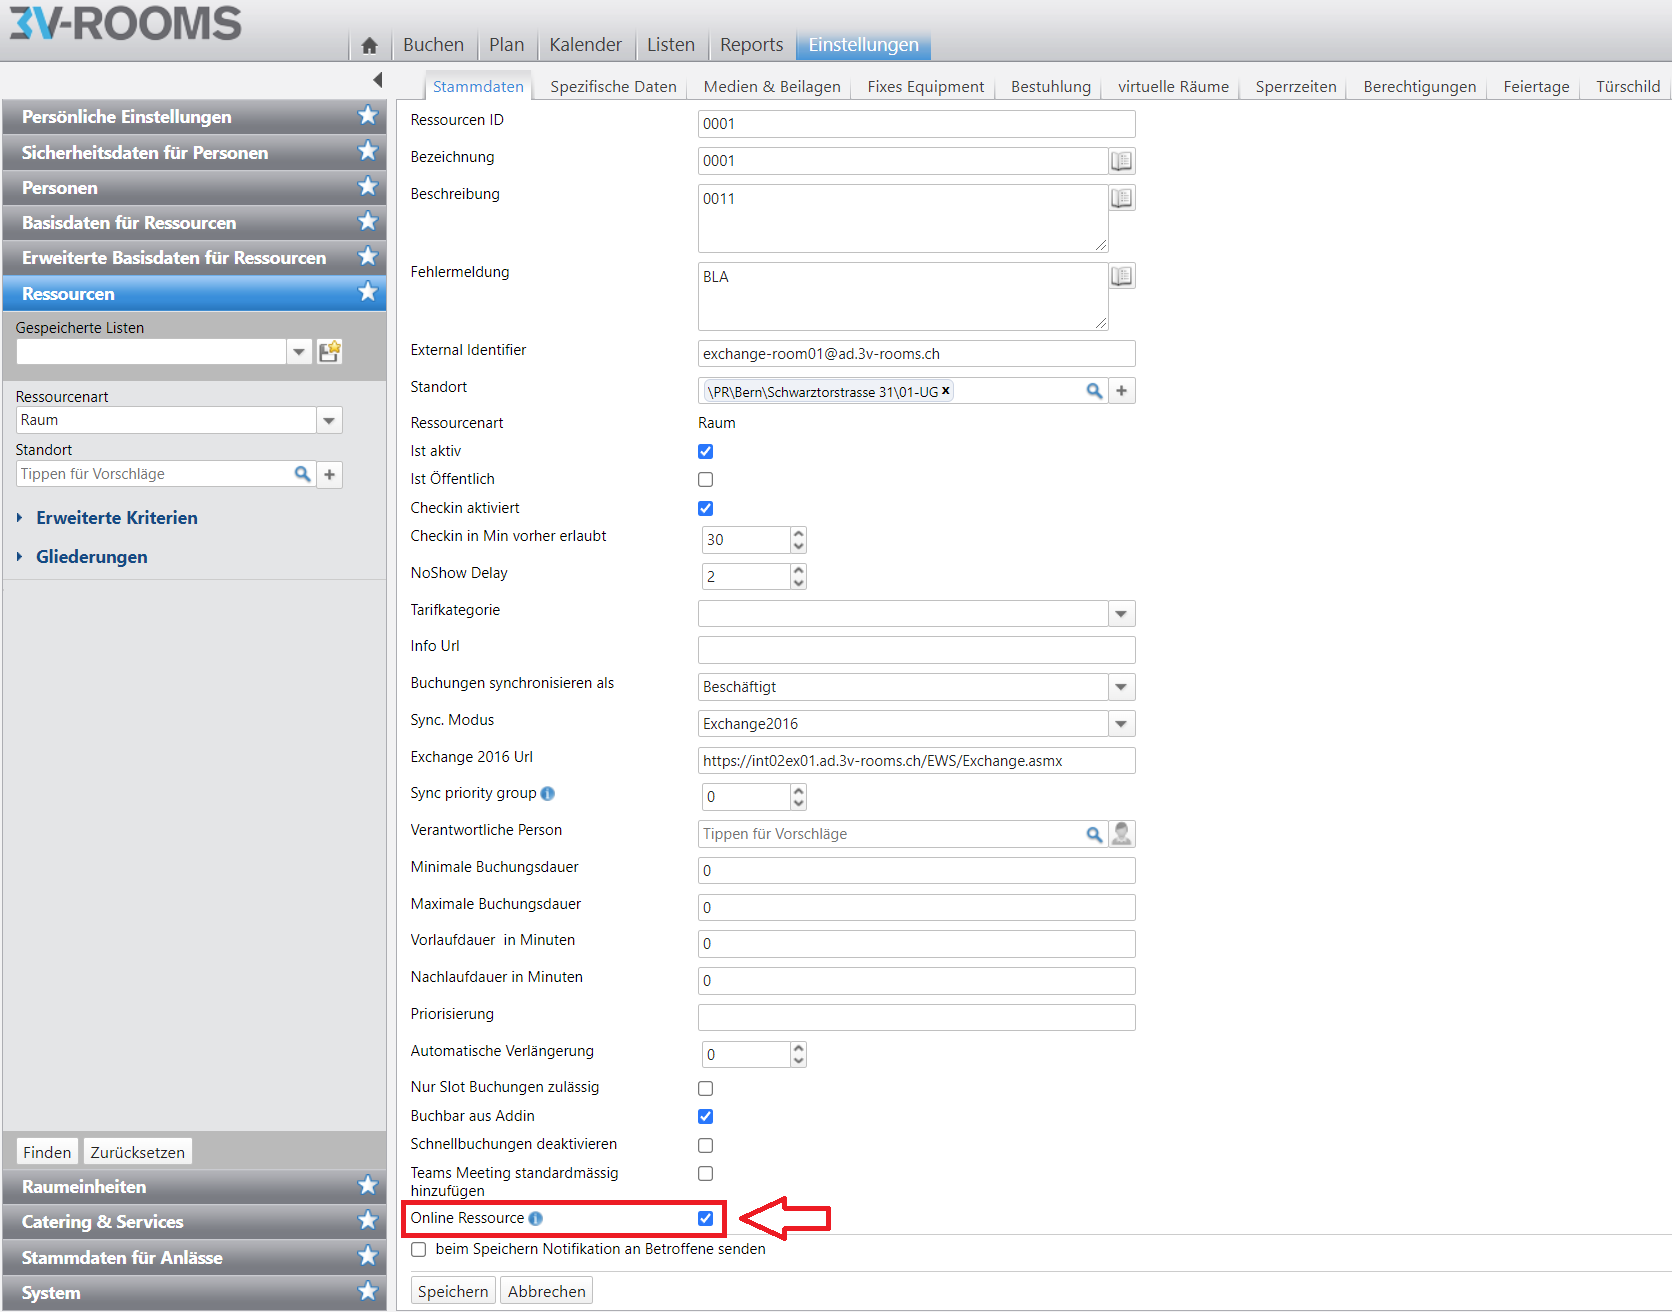 3V-ROOMS
Buchen Plan Kalender Listen Reports Einstellungen
Stammdaten Spezifische Daten Medien & Beilagen Fixes Equipment Bestuhlung virtuelle Räume Sperrzeiten Berechtigungen Feiertage Türschild
Persönliche Einstellungen
Sicherheitsdaten für Personen
Personen
Basisdaten für Ressourcen
Erweiterte Basisdaten für Ressourcen
Ressourcen
Gespeicherte Listen
Ressourcenart
Raum
Standort
Tippen für Vorschläge
Erweiterte Kriterien
Gliederungen
Finden Zurücksetzen
Raumeinheiten
Catering & Services
Stammdaten für Anlässe
System
Ressourcen ID 0001
Bezeichnung 0001
Beschreibung 0011
Fehlermeldung BLA
External Identifier exchange-room01@ad.3v-rooms.ch
Standort \PR\Bern\Schwarztorstrasse 31\01-UG x
Ressourcenart Raum
Ist aktiv
Ist Öffentlich
Checkin aktiviert
Checkin in Min vorher erlaubt 30
NoShow Delay 2
Tarifkategorie
Info Url
Buchungen synchronisieren als Beschäftigt
Sync. Modus Exchange2016
Exchange 2016 Url https://int02ex01.ad.3v-rooms.ch/EWS/Exchange.asmx
Sync priority group 0
Verantwortliche Person Tippen für Vorschläge
Minimale Buchungsdauer 0
Maximale Buchungsdauer 0
Vorlaufdauer in Minuten 0
Nachlaufdauer in Minuten 0
Priorisierung
Automatische Verlängerung 0
Nur Slot Buchungen zulässig
Buchbar aus Addin
Schnellbuchungen deaktivieren
Teams Meeting standardmässig
hinzufügen
Online Ressource
beim Speichern Notifikation an Betroffene senden
Speichern Abbrechen